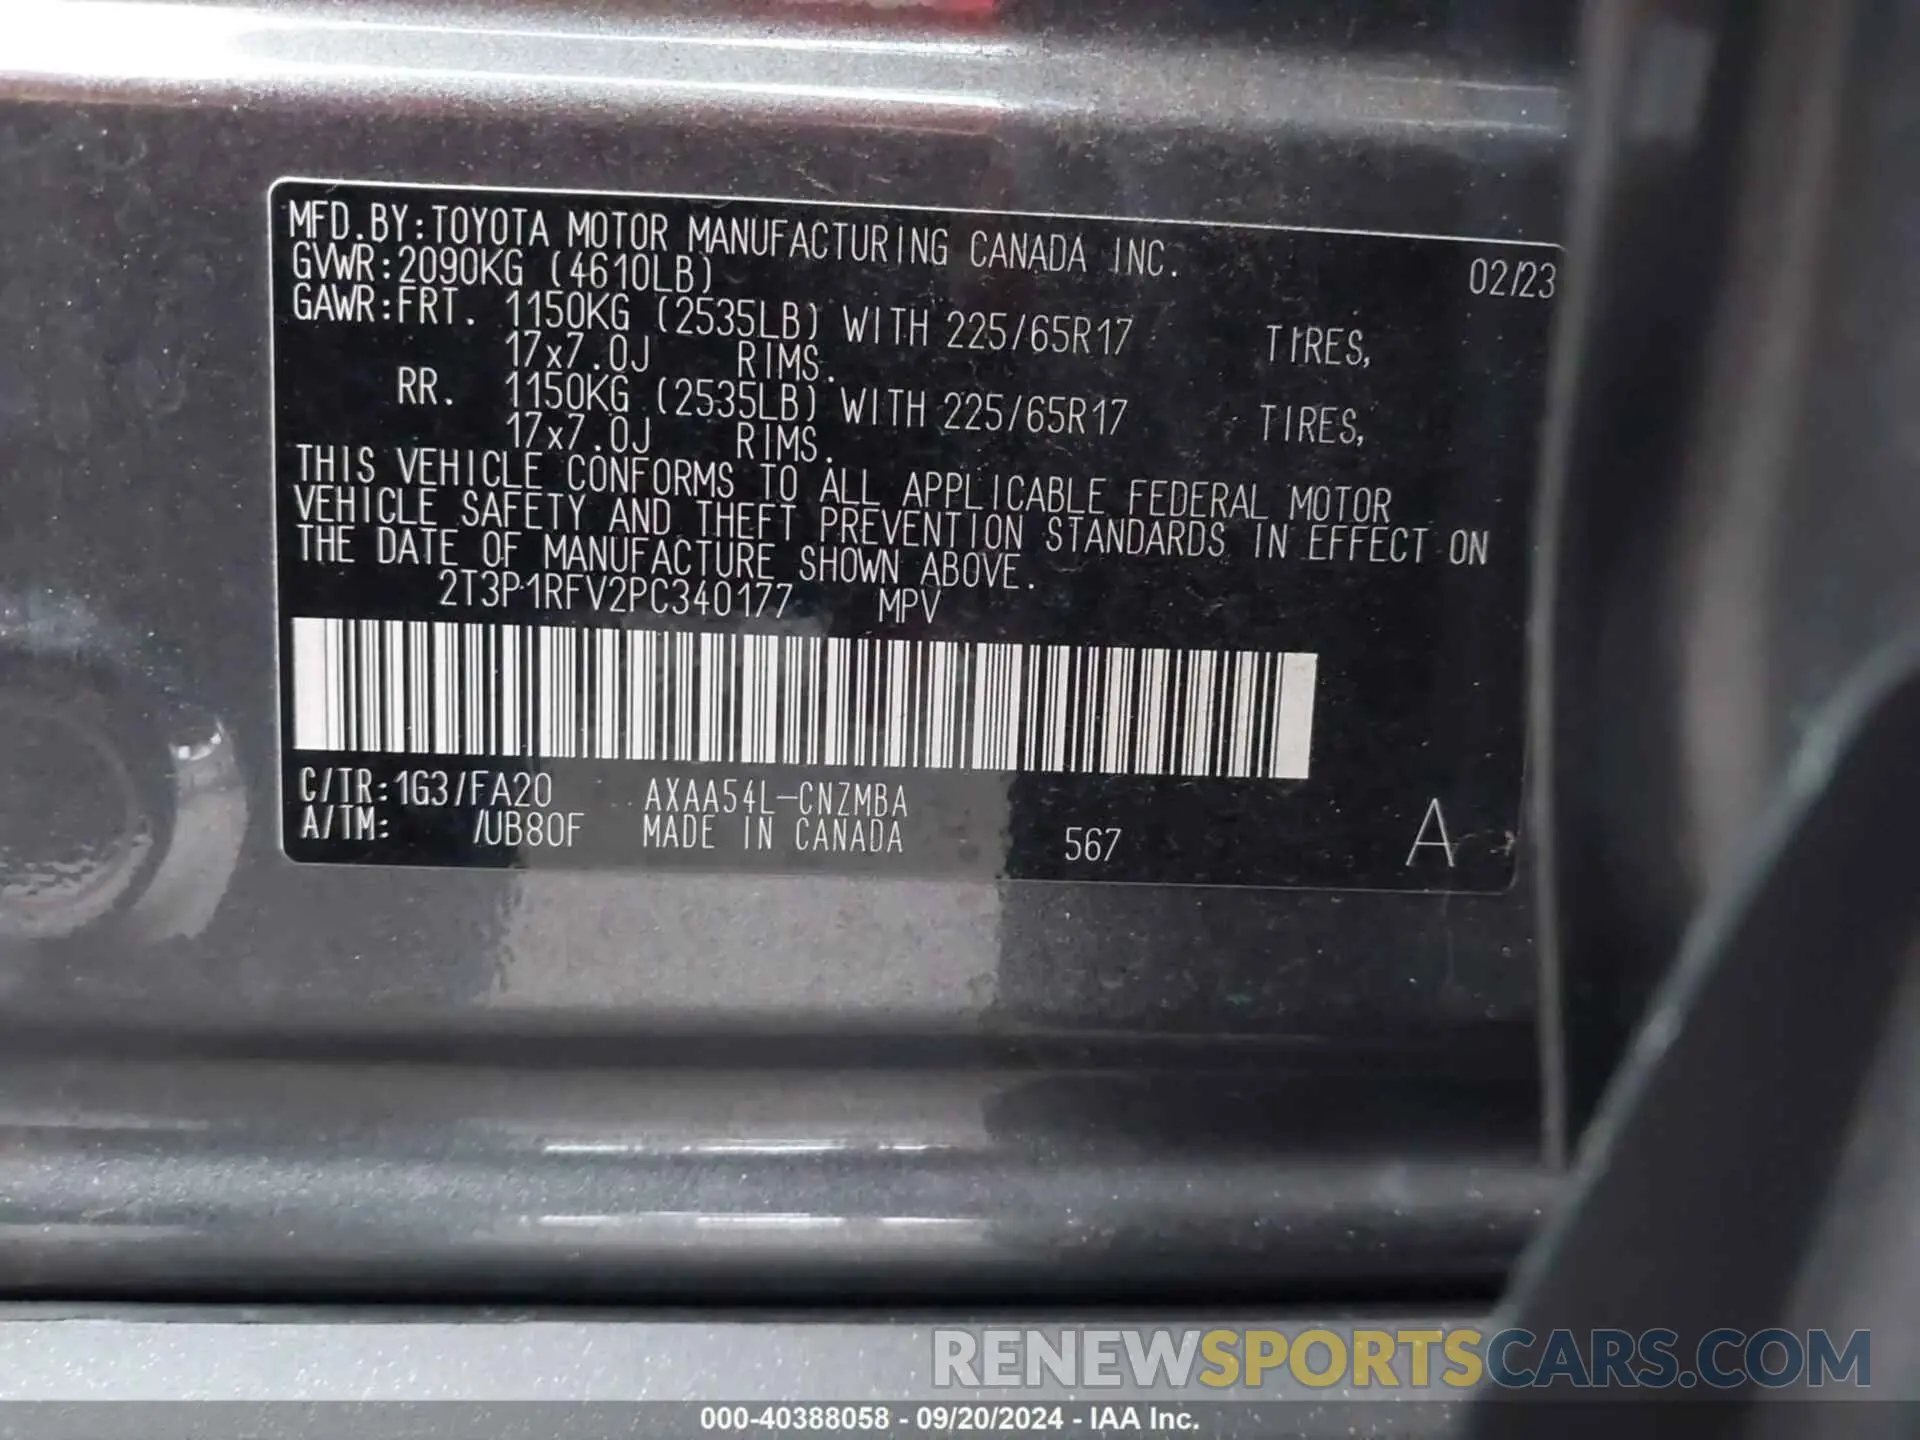 MFD.BY:TOYOTA MOTOR MANUFACTURING CANADA INC. 02/23
GVWR:2090KG (4610LB)
GAWR:FRT. 1150KG (2535LB) WITH 225/65R17 TIRES,
17x7.0J RIMS.
RR. 1150KG (2535LB) WITH 225/65R17 TIRES,
17x7.0J RIMS.
THIS VEHICLE CONFORMS TO ALL APPLICABLE FEDERAL MOTOR
VEHICLE SAFETY AND THEFT PREVENTION STANDARDS IN EFFECT ON
THE DATE OF MANUFACTURE SHOWN ABOVE.
2T3P1RFV2PC340177 MPV
C/TR:1G3/FA20 AXAA54L-CNZMBA
A/TM: /UB80F MADE IN CANADA 567 A
RENEWSPORTSCARS.COM
000-40388058 - 09/20/2024 - IAA Inc.